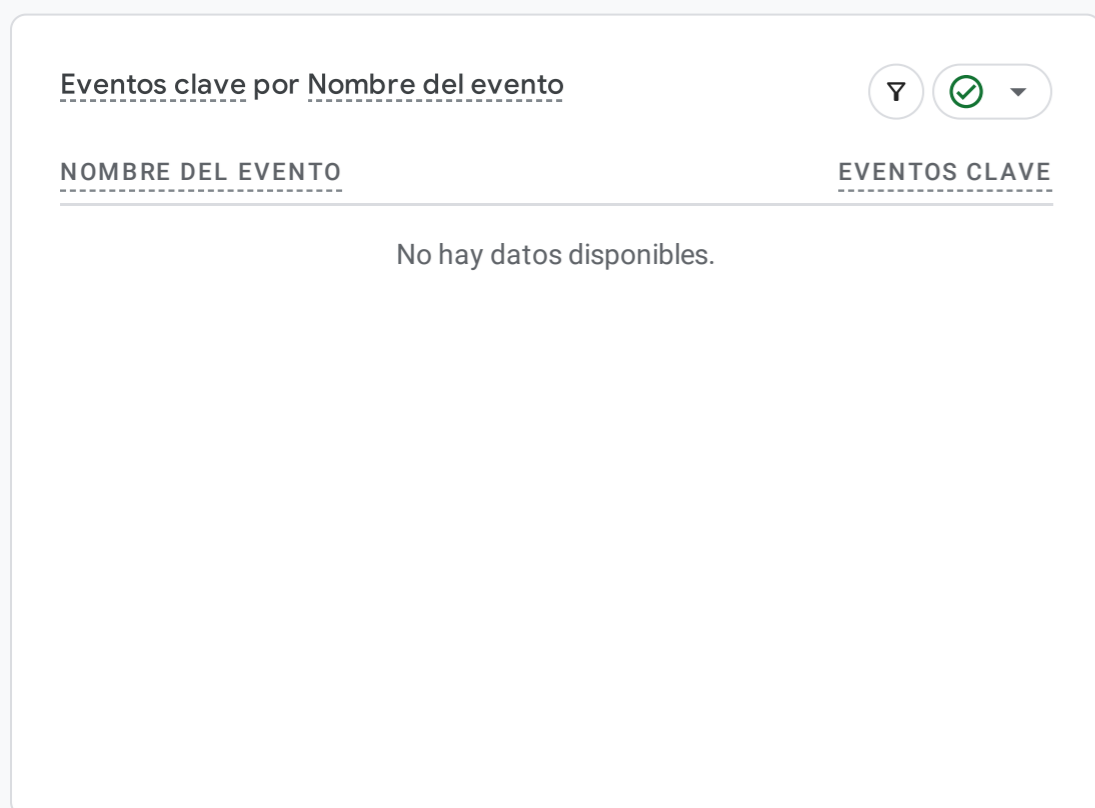 Eventos clave por Nombre del evento
NOMBRE DEL EVENTO EVENTOS CLAVE
No hay datos disponibles.